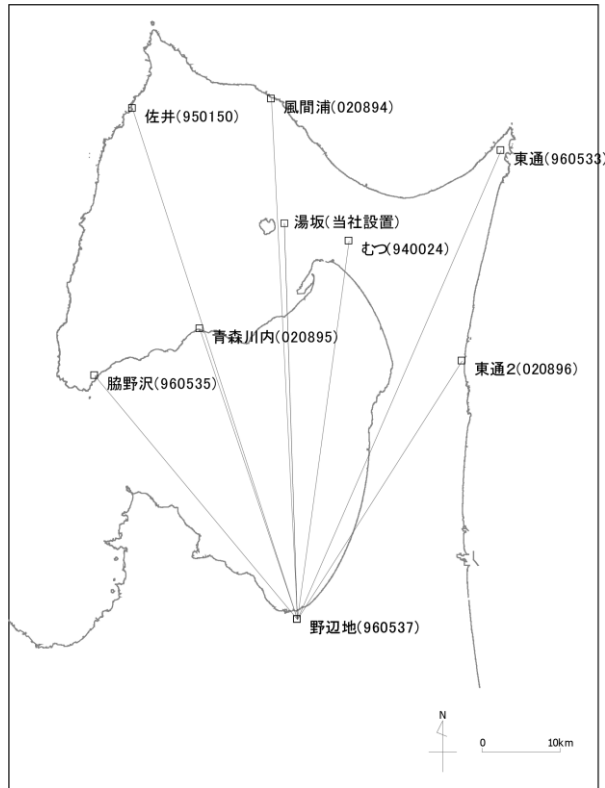 風間浦(020894)
佐井(950150)
東通(960533)
湯坂(当社設置)
むつ(940024)
青森川内(020895)
東通2(020896)
脇野沢(960535)
野辺地(960537)
N
0 10km